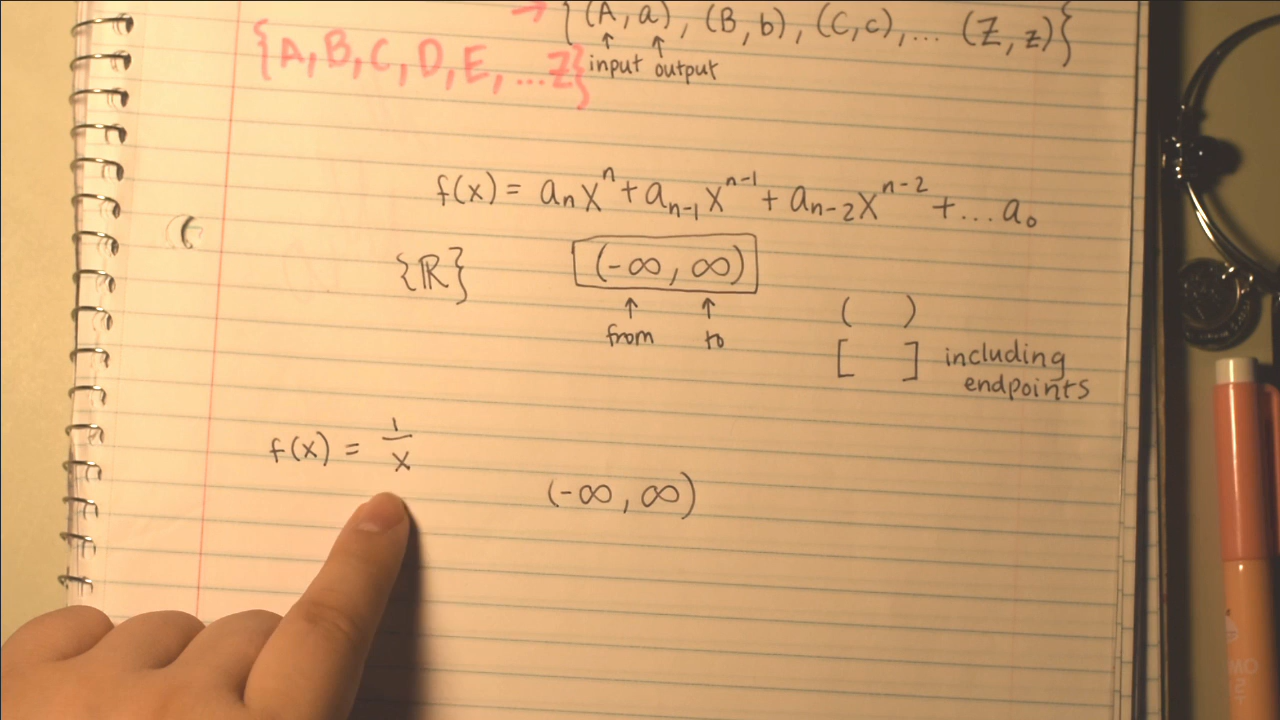 → {(A, a), (B, b), (C, c), ... (Z, z)}
{A, B, C, D, E, ... Z}
↑ ↑
input output
f(x) = aₙxⁿ + aₙ₋₁xⁿ⁻¹ + aₙ₋₂xⁿ⁻² + ... a₀
{ℝ} (-∞, ∞)
↑ ↑ ( )
from to
[ ] including
endpoints
f(x) = 1/x
(-∞, ∞)